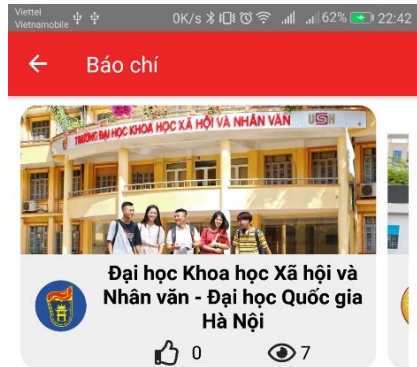 Viettel
Vietnamobile
0K/s 62% 22:42
Báo chí
TRƯỜNG ĐẠI HỌC KHOA HỌC XÃ HỘI VÀ NHÂN VĂN
Đại học Khoa học Xã hội và
Nhân văn - Đại học Quốc gia
Hà Nội
0 7